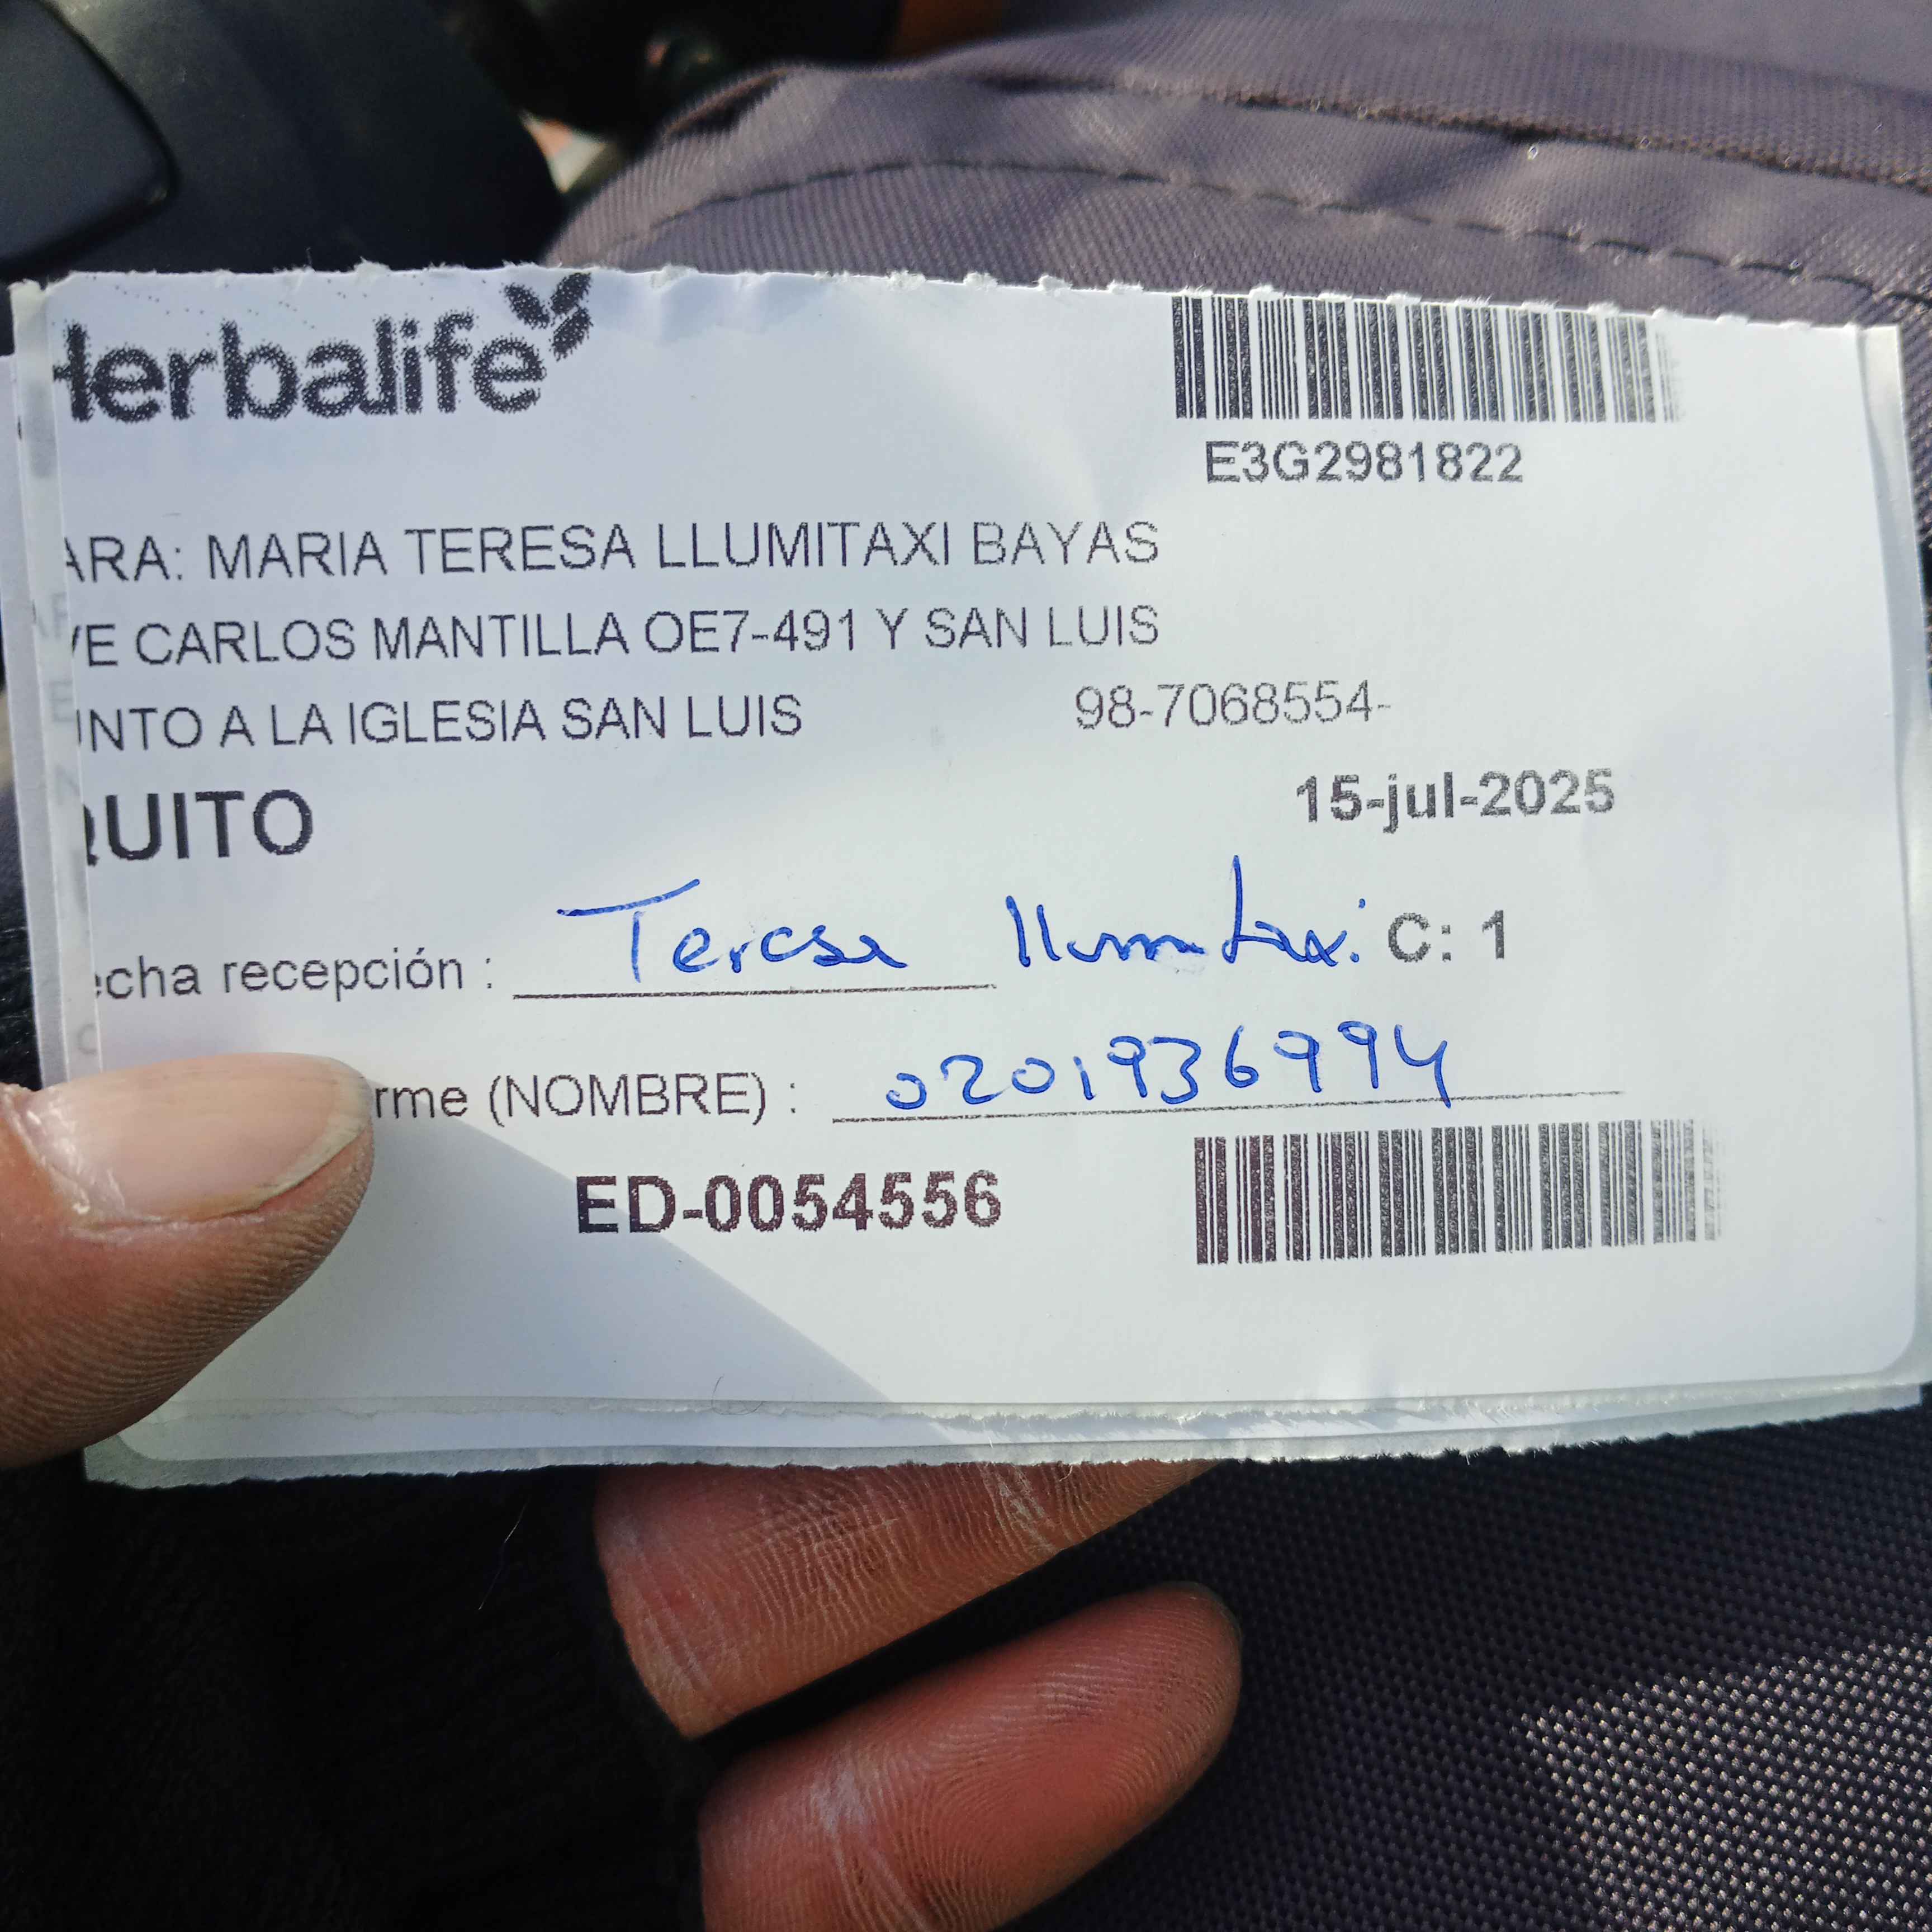 Herbalife
E3G2981822
ARA: MARIA TERESA LLUMITAXI BAYAS
VE CARLOS MANTILLA OE7-491 Y SAN LUIS
INTO A LA IGLESIA SAN LUIS 98-7068554-
QUITO 15-jul-2025
echa recepción : Teresa llumitaxi C: 1
rme (NOMBRE) : 0201936994
ED-0054556